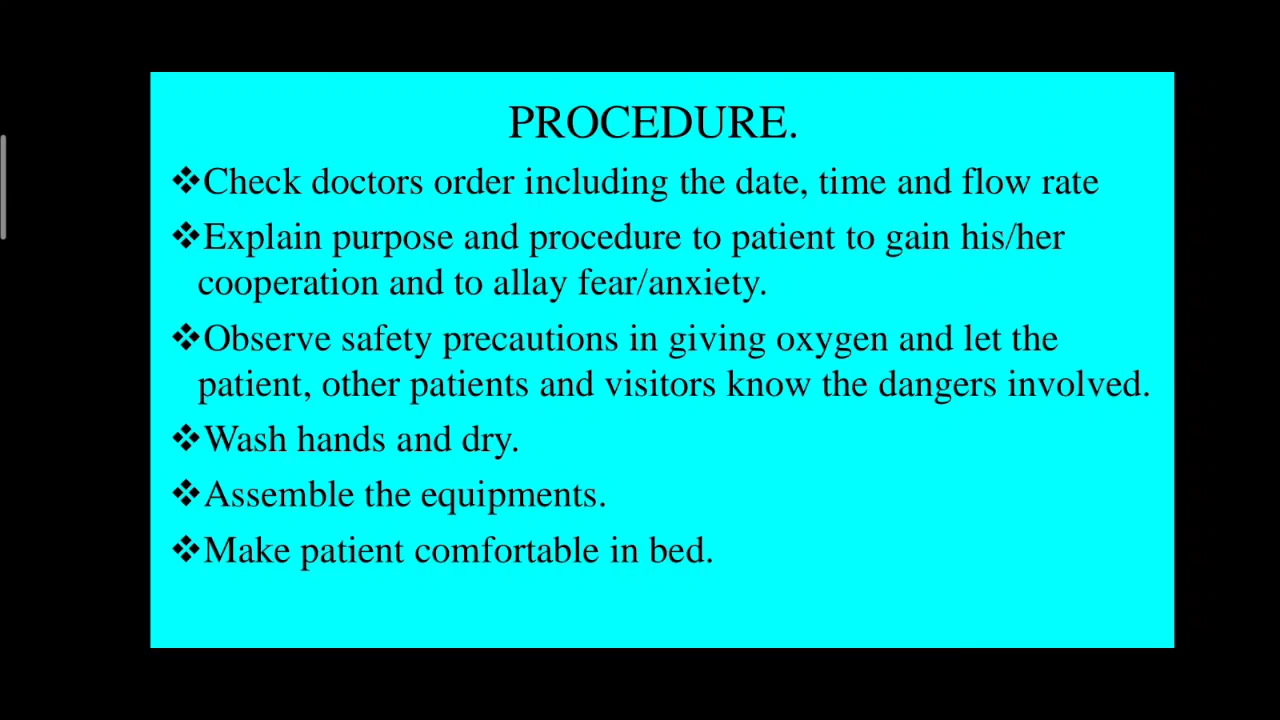 PROCEDURE.
❖Check doctors order including the date, time and flow rate
❖Explain purpose and procedure to patient to gain his/her
cooperation and to allay fear/anxiety.
❖Observe safety precautions in giving oxygen and let the
patient, other patients and visitors know the dangers involved.
❖Wash hands and dry.
❖Assemble the equipments.
❖Make patient comfortable in bed.